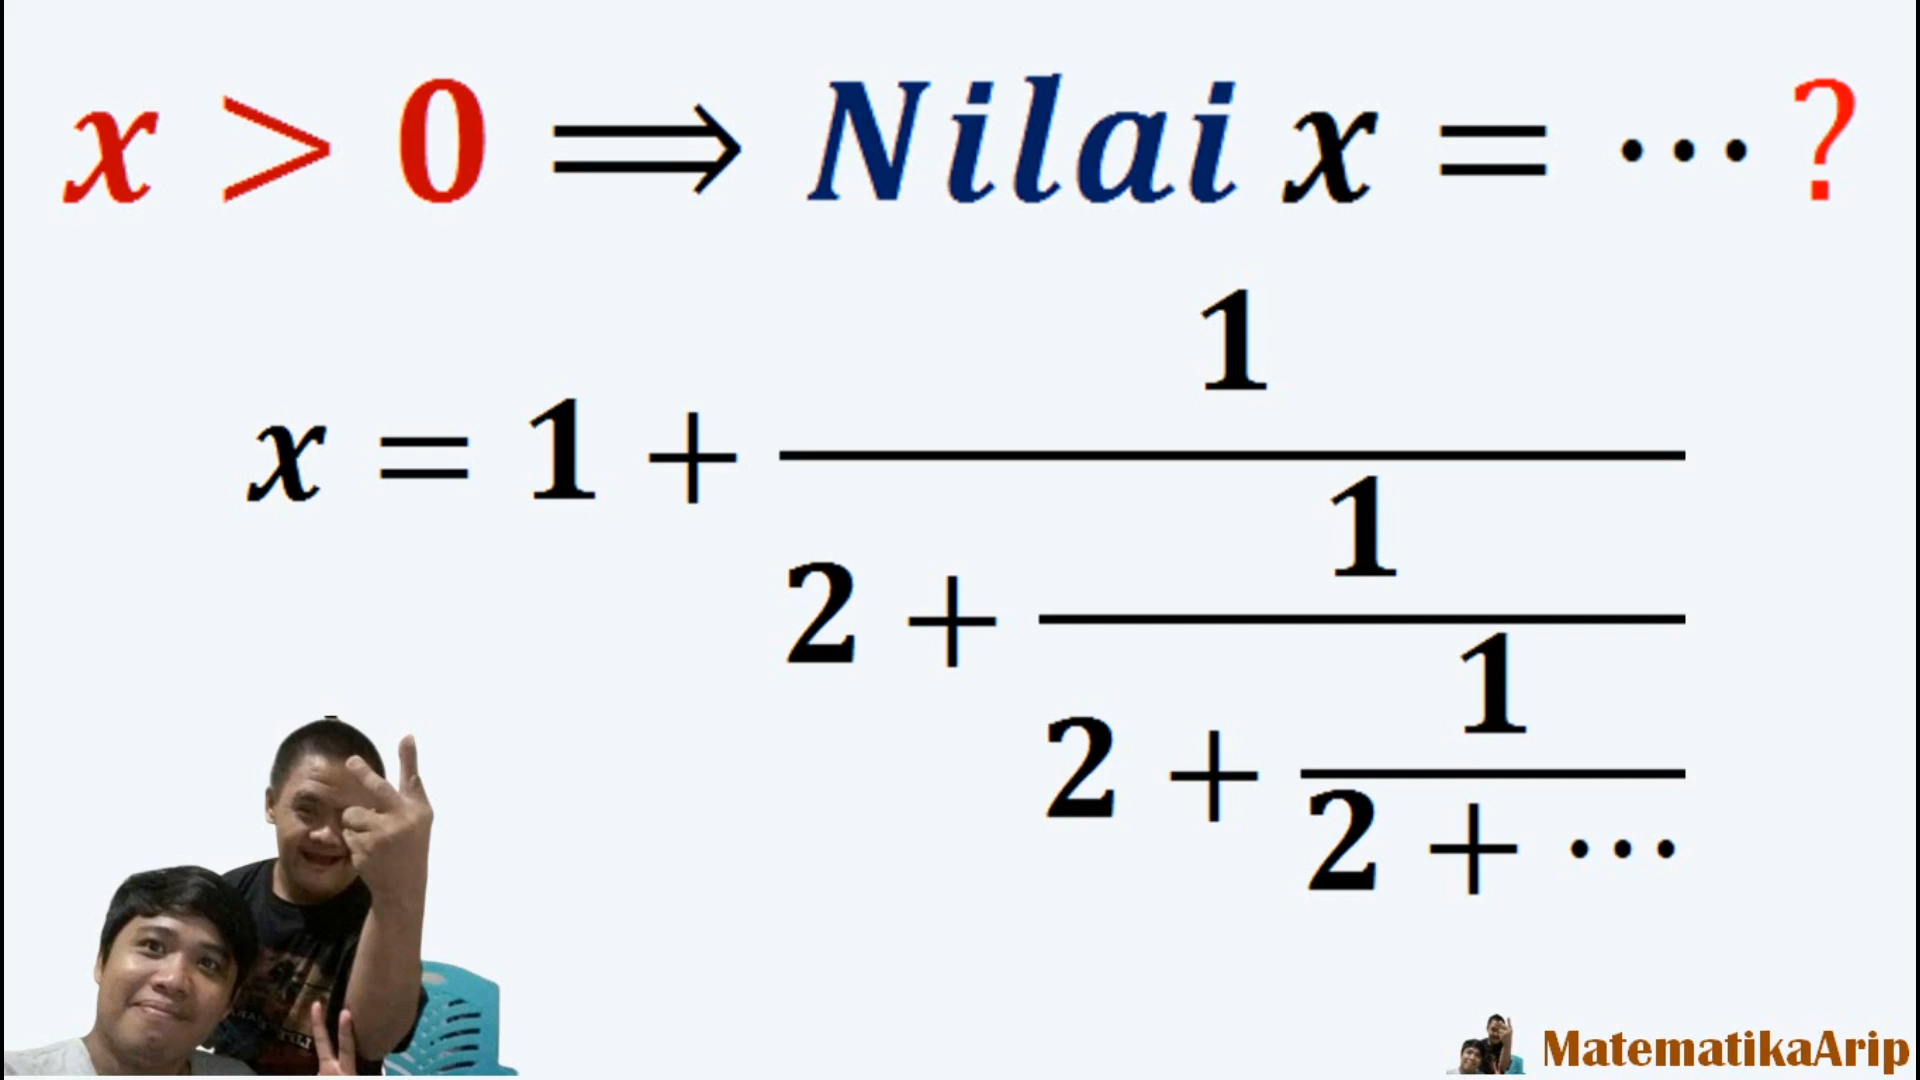 x > 0 ⟹ Nilai x = ⋯ ?
1
x = 1 +
1
2 +
1
2 +
2 + ⋯
MatematikaArip